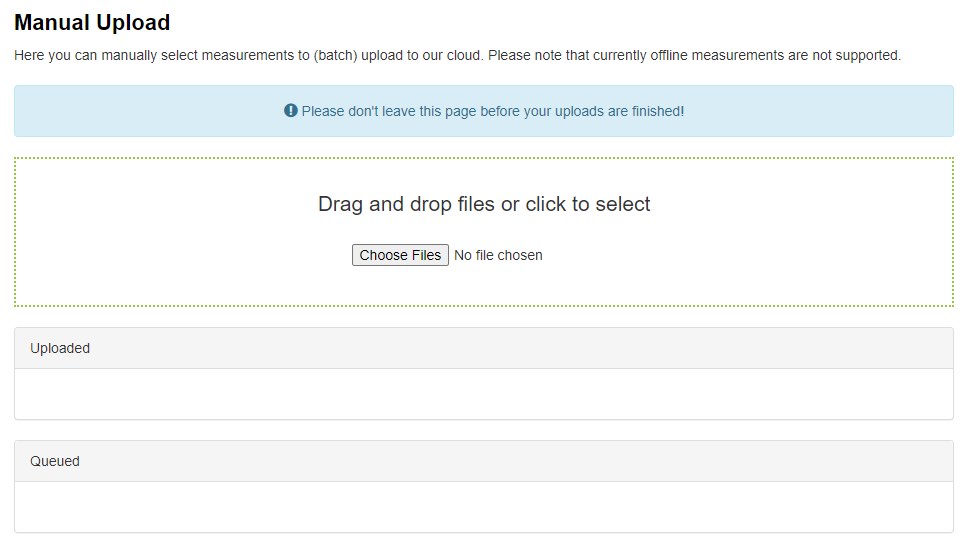 Manual Upload
Here you can manually select measurements to (batch) upload to our cloud. Please note that currently offline measurements are not supported.
Please don't leave this page before your uploads are finished!
Drag and drop files or click to select
Choose Files No file chosen
Uploaded
Queued